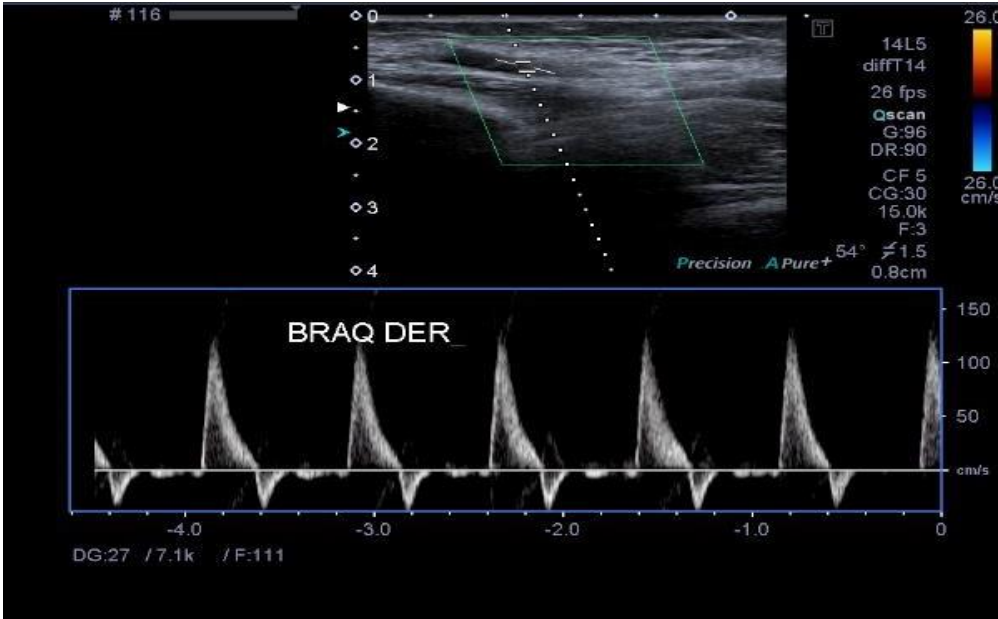 # 116
0
1
2
3
4
T
26.0
14L5
diffT14
26 fps
Qscan
G:96
DR:90
CF 5
CG:30
15.0k
F:3
26.0
cm/s
Precision A Pure+
54° ≠1.5
0.8cm
BRAQ DER_
150
100
50
cm/s
-4.0 -3.0 -2.0 -1.0 0
DG:27 / 7.1k / F:111